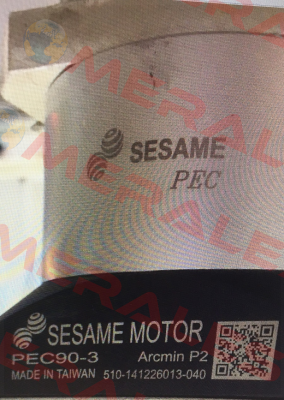 SESAME
PEC
SESAME MOTOR
PEC90-3 Arcmin P2
MADE IN TAIWAN 510-141226013-040